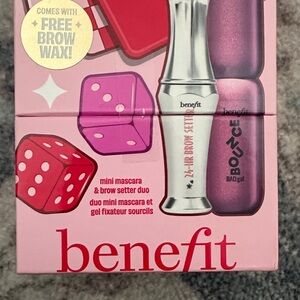 COMES WITH
FREE
BROW
WAX!
benefit
24-HR BROW SETTER
benefit
BOUNCE
BADgal
mini mascara
& brow setter duo
duo mini mascara et
gel fixateur sourcils
benefit